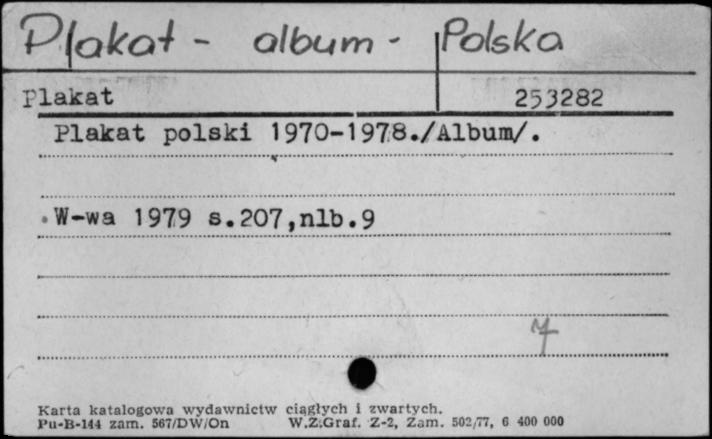 Plakat - album - Polska
Plakat 253282
Plakat polski 1970-1978./Album/.
W-wa 1979 s.207,nlb.9
7
Karta katalogowa wydawnictw ciągłych i zwartych.
Pu-B-144 zam. 567/DW/On W.Z.Graf. Z-2, Zam. 502/77, 6 400 000